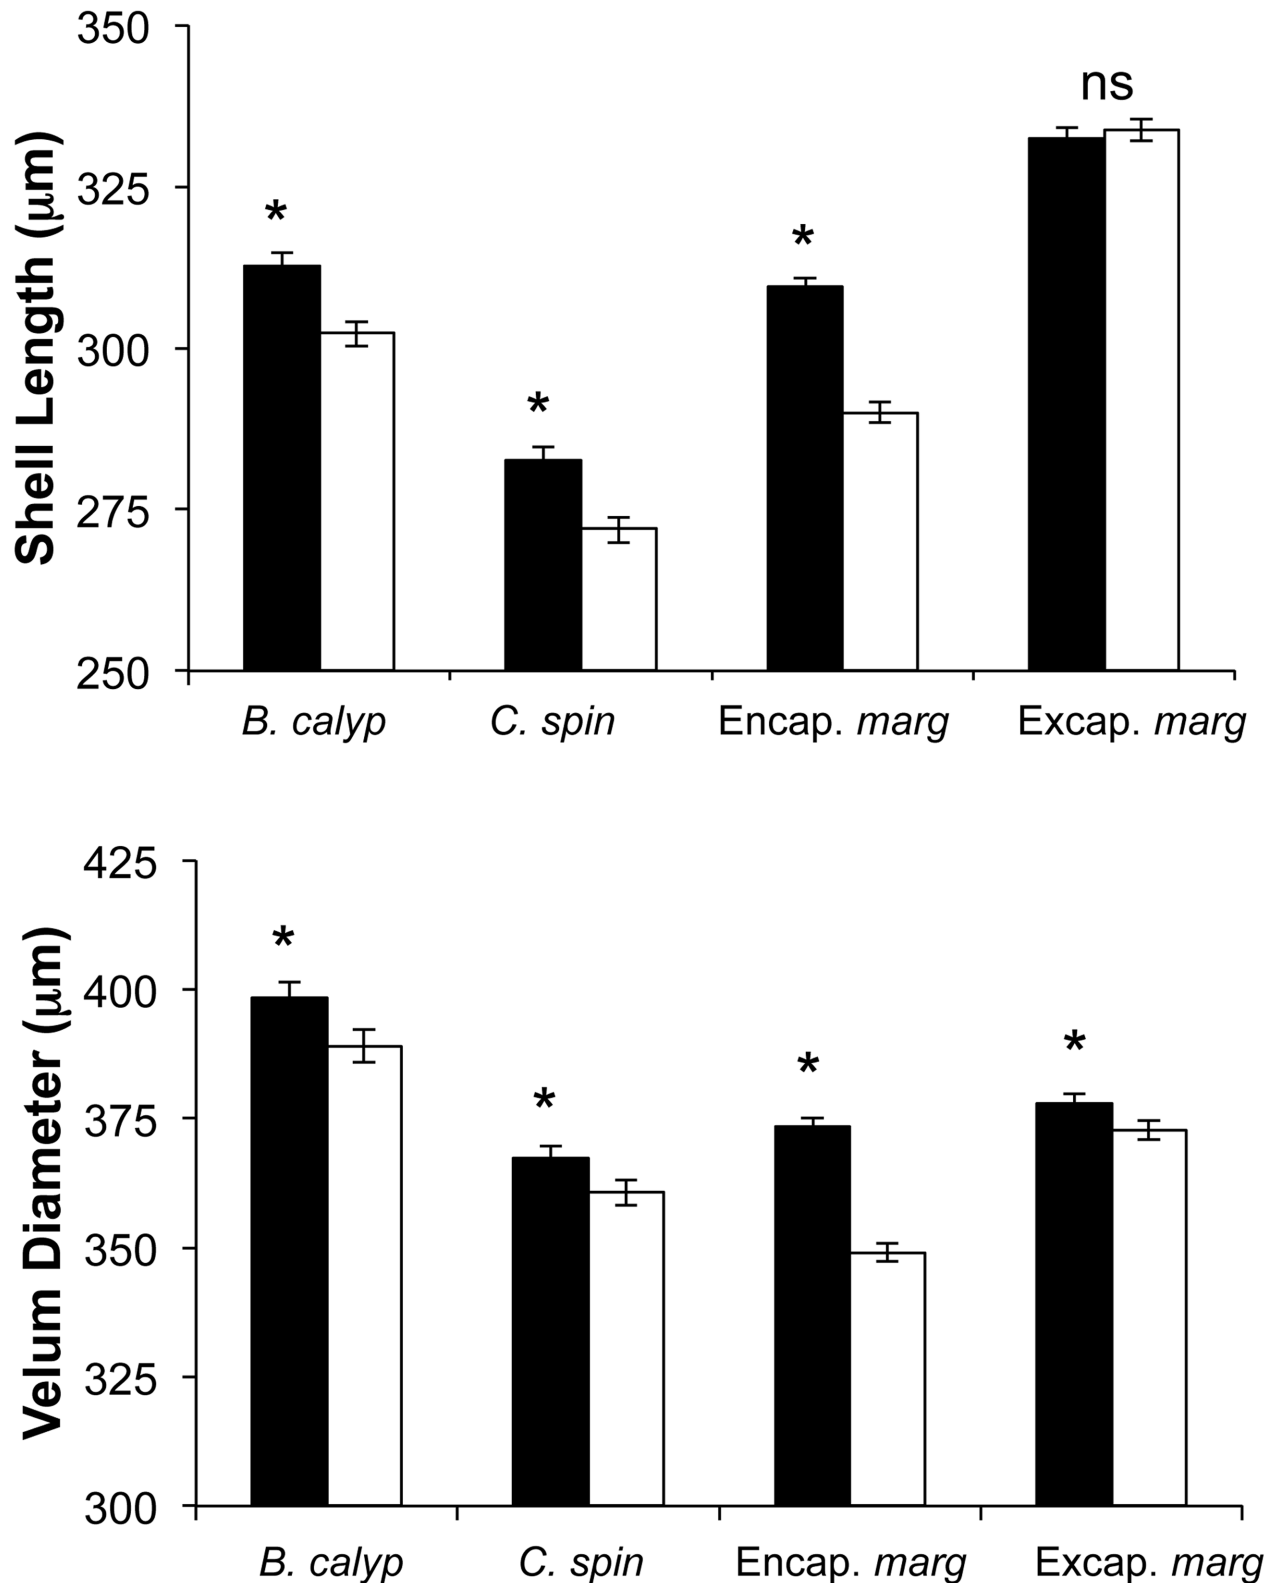 Shell Length (μm)
350
325
300
275
250
*
*
*
ns
B. calyp
C. spin
Encap. marg
Excap. marg
Velum Diameter (μm)
425
400
375
350
325
300
*
*
*
*
B. calyp
C. spin
Encap. marg
Excap. marg